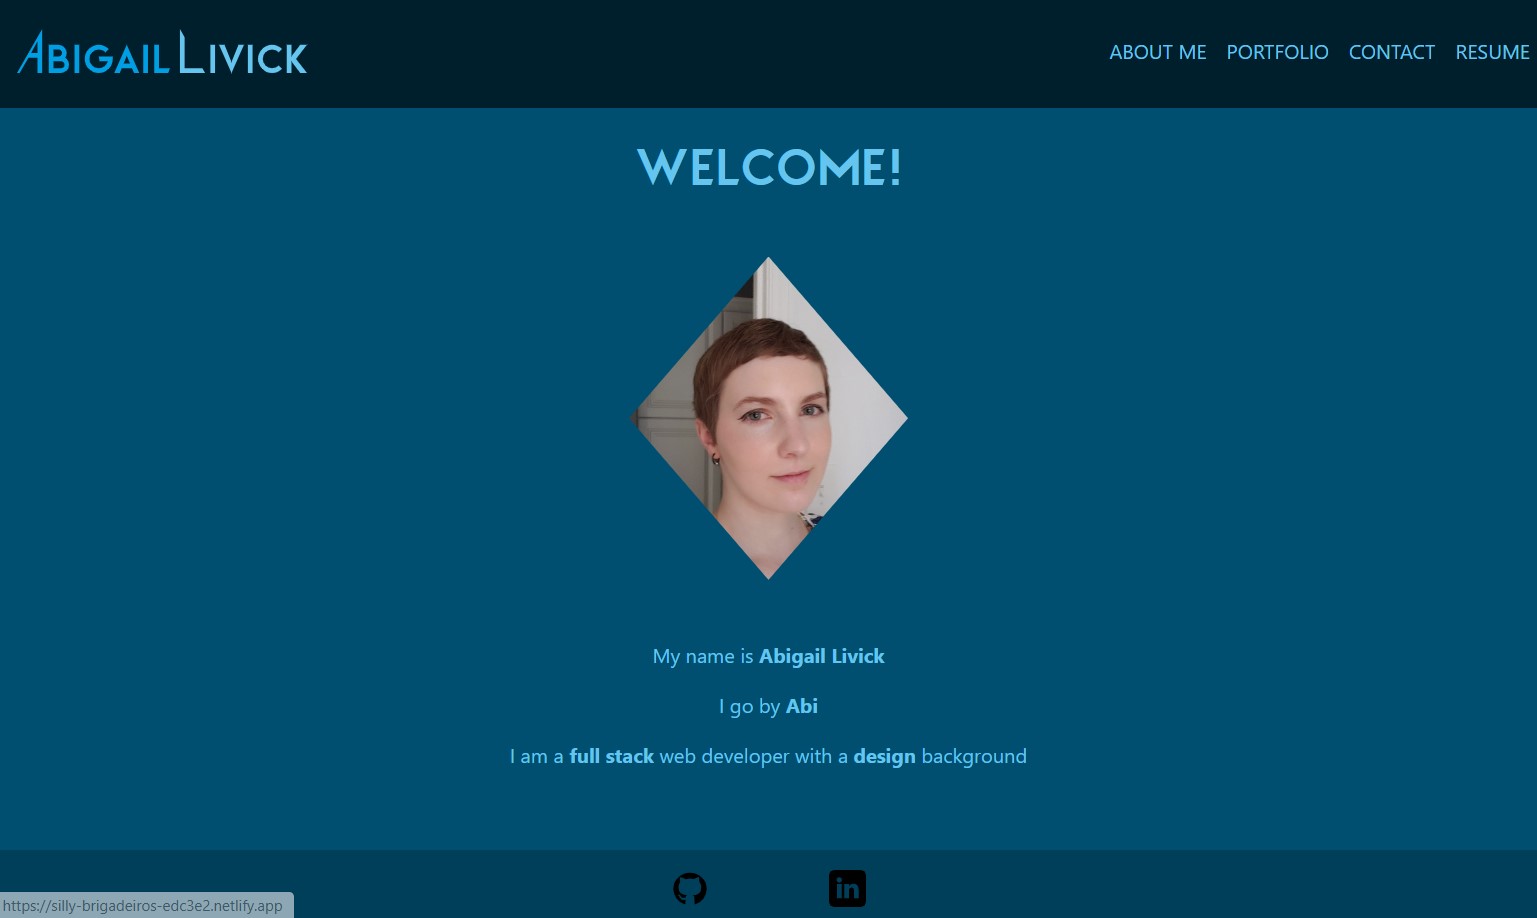 ABIGAIL LIVICK
ABOUT ME PORTFOLIO CONTACT RESUME
WELCOME!
My name is Abigail Livick
I go by Abi
I am a full stack web developer with a design background
in
https://silly-brigadeiros-edc3e2.netlify.app